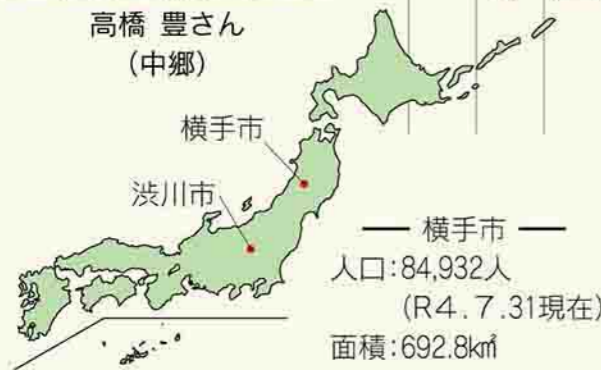 高橋 豊さん
(中郷)
横手市
渋川市
横手市
人口:84,932人
(R4.7.31現在)
面積:692.8㎢